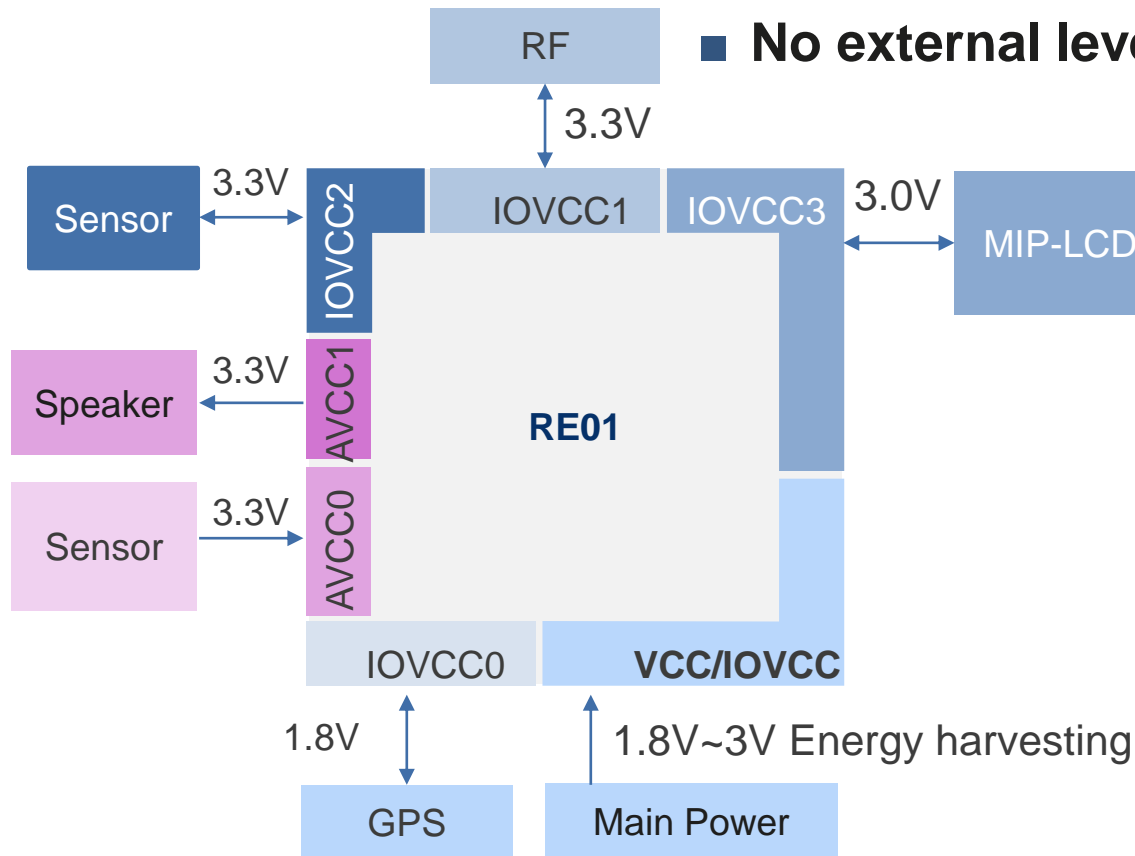 RF
■ No external leve
3.3V
3.3V
Sensor
IOVCC2
IOVCC1
IOVCC3
3.0V
MIP-LCD
3.3V
Speaker
AVCC1
RE01
3.3V
Sensor
AVCC0
IOVCC0
VCC/IOVCC
1.8V
1.8V~3V Energy harvesting
GPS
Main Power